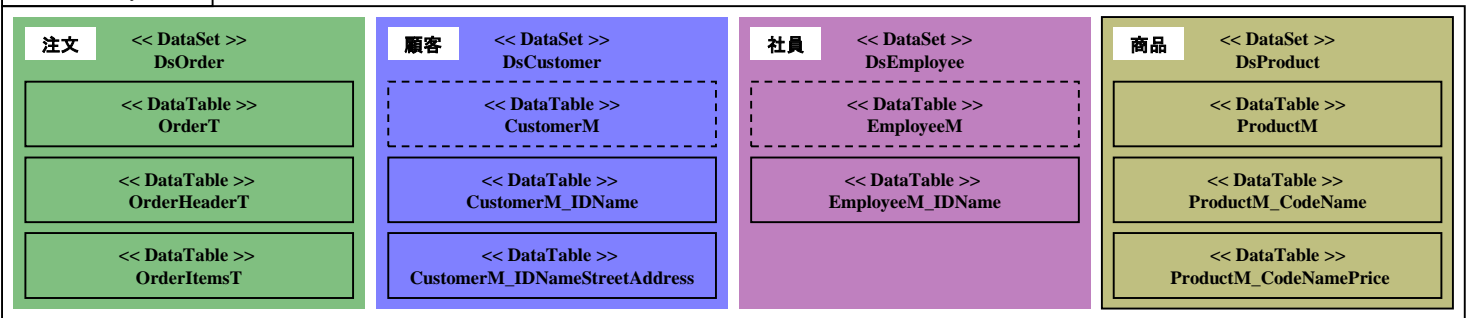 注文
<< DataSet >>
DsOrder
<< DataTable >>
OrderT
<< DataTable >>
OrderHeaderT
<< DataTable >>
OrderItemsT
顧客
<< DataSet >>
DsCustomer
<< DataTable >>
CustomerM
<< DataTable >>
CustomerM_IDName
<< DataTable >>
CustomerM_IDNameStreetAddress
社員
<< DataSet >>
DsEmployee
<< DataTable >>
EmployeeM
<< DataTable >>
EmployeeM_IDName
商品
<< DataSet >>
DsProduct
<< DataTable >>
ProductM
<< DataTable >>
ProductM_CodeName
<< DataTable >>
ProductM_CodeNamePrice